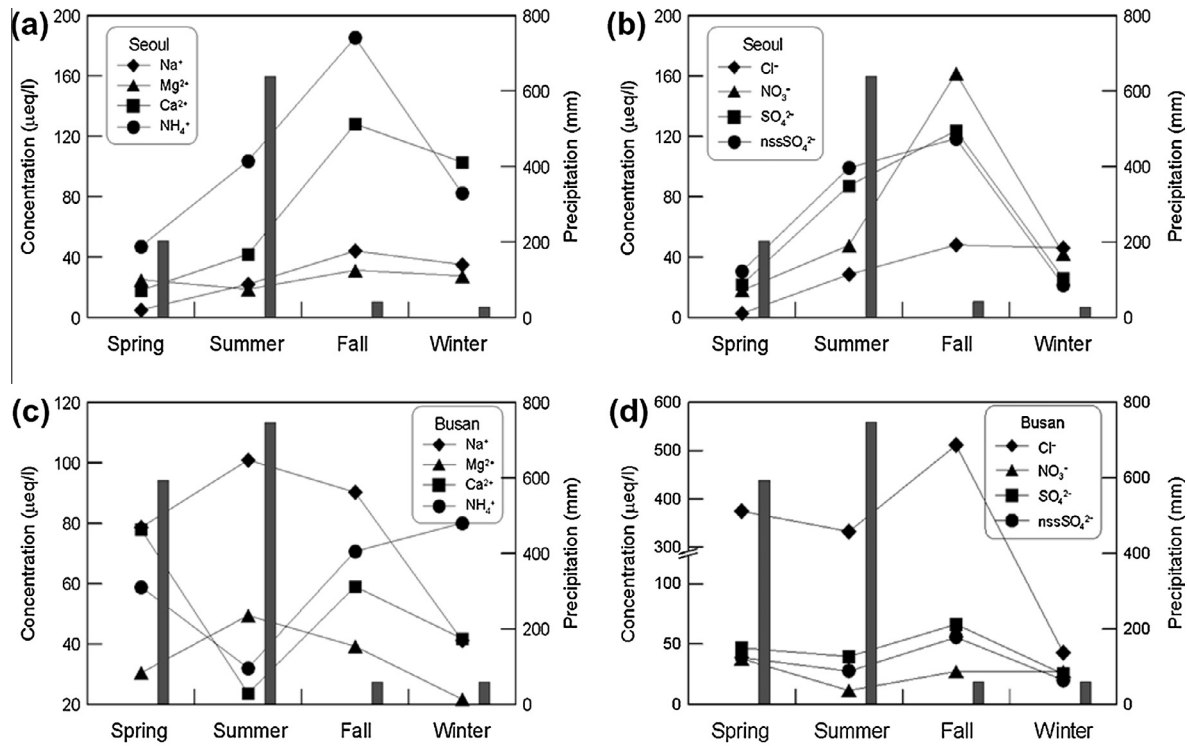 (a)
200
160
120
80
40
0
Concentration (μeq/l)
Seoul
Na⁺
Mg²⁺
Ca²⁺
NH₄⁺
800
600
400
200
0
Precipitation (mm)
Spring Summer Fall Winter
(b)
200
160
120
80
40
0
Concentration (μeq/l)
Seoul
Cl⁻
NO₃⁻
SO₄²⁻
nssSO₄²⁻
800
600
400
200
0
Precipitation (mm)
Spring Summer Fall Winter
(c)
120
100
80
60
40
20
Concentration (μeq/l)
Busan
Na⁺
Mg²⁺
Ca²⁺
NH₄⁺
800
600
400
200
0
Precipitation (mm)
Spring Summer Fall Winter
(d)
600
500
400
300
100
50
0
Concentration (μeq/l)
Busan
Cl⁻
NO₃⁻
SO₄²⁻
nssSO₄²⁻
800
600
400
200
0
Precipitation (mm)
Spring Summer Fall Winter